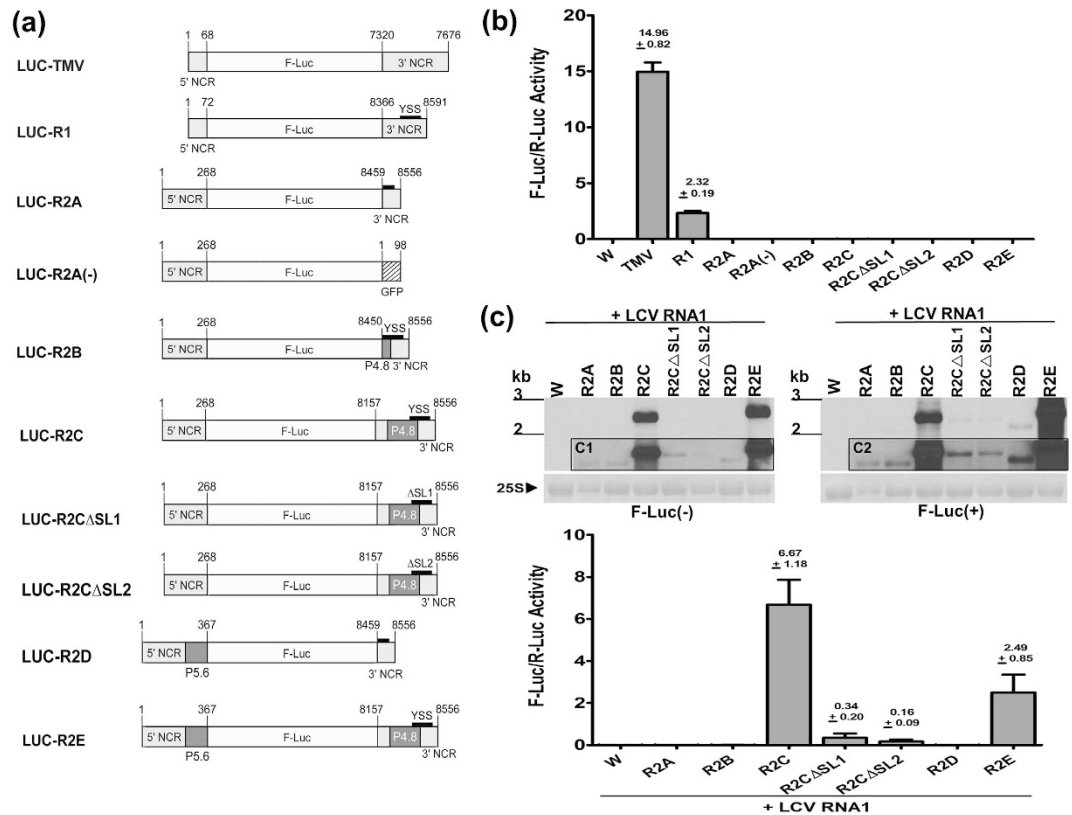 (a)
1 68 7320 7676
LUC-TMV
F-Luc
3' NCR
5' NCR
1 72 8366 8591
YSS
LUC-R1
F-Luc
3' NCR
5' NCR
1 268 8459 8556
LUC-R2A
5' NCR
F-Luc
3' NCR
1 268 1 98
LUC-R2A(-)
5' NCR
F-Luc
GFP
1 268 8450 8556
YSS
LUC-R2B
5' NCR
F-Luc
P4.8 3' NCR
1 268 8157 8556
YSS
LUC-R2C
5' NCR
F-Luc
P4.8
3' NCR
1 268 8157 8556
ΔSL1
LUC-R2CΔSL1
5' NCR
F-Luc
P4.8
3' NCR
1 268 8157 8556
ΔSL2
LUC-R2CΔSL2
5' NCR
F-Luc
P4.8
3' NCR
1 367 8459 8556
LUC-R2D
5' NCR
F-Luc
P5.6
3' NCR
1 367 8157 8556
YSS
LUC-R2E
5' NCR
F-Luc
P4.8
P5.6
3' NCR
(b)
F-Luc/R-Luc Activity
20
15
10
5
0
14.96
± 0.82
2.32
± 0.19
W TMV R1 R2A R2A(-) R2B R2C R2CΔSL1 R2CΔSL2 R2D R2E
(c)
+ LCV RNA1
kb W R2A R2B R2C R2CΔSL1 R2CΔSL2 R2D R2E
3
2
C1
25S
F-Luc(-)
+ LCV RNA1
kb W R2A R2B R2C R2CΔSL1 R2CΔSL2 R2D R2E
3
2
C2
F-Luc(+)
F-Luc/R-Luc Activity
10
8
6
4
2
0
6.67
± 1.18
0.34
± 0.20
0.16
± 0.09
2.49
± 0.85
W R2A R2B R2C R2CΔSL1 R2CΔSL2 R2D R2E
+ LCV RNA1